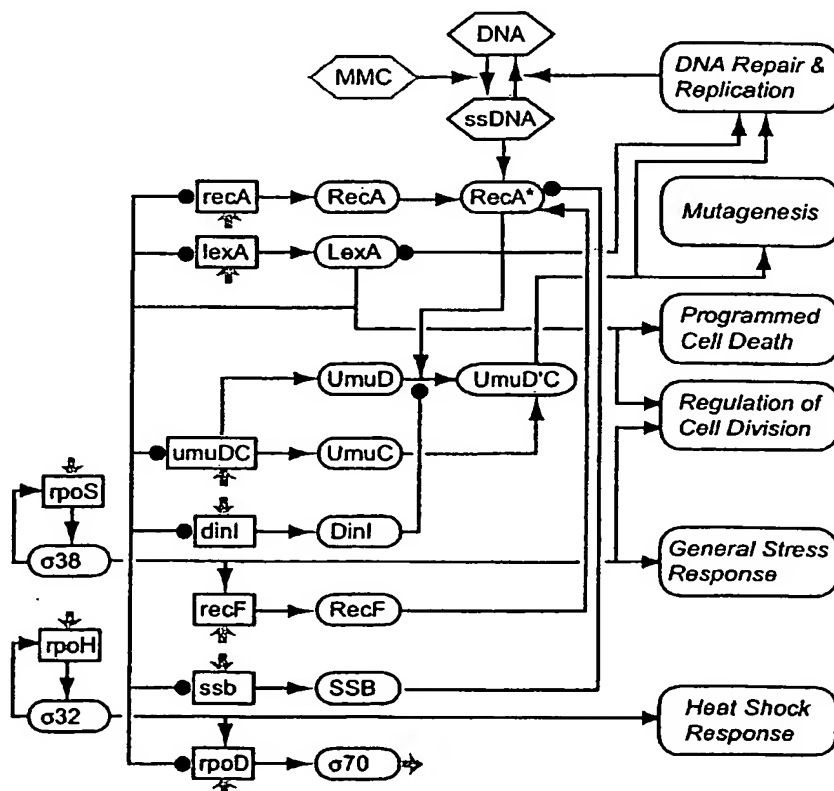 DNA
MMC
DNA Repair &
Replication
ssDNA
recA
RecA
RecA*
Mutagenesis
lexA
LexA
Programmed
Cell Death
UmuD
UmuD'C
Regulation of
Cell Division
umuDC
UmuC
rpoS
dinI
DinI
σ38
General Stress
Response
recF
RecF
rpoH
ssb
SSB
σ32
Heat Shock
Response
rpoD
σ70